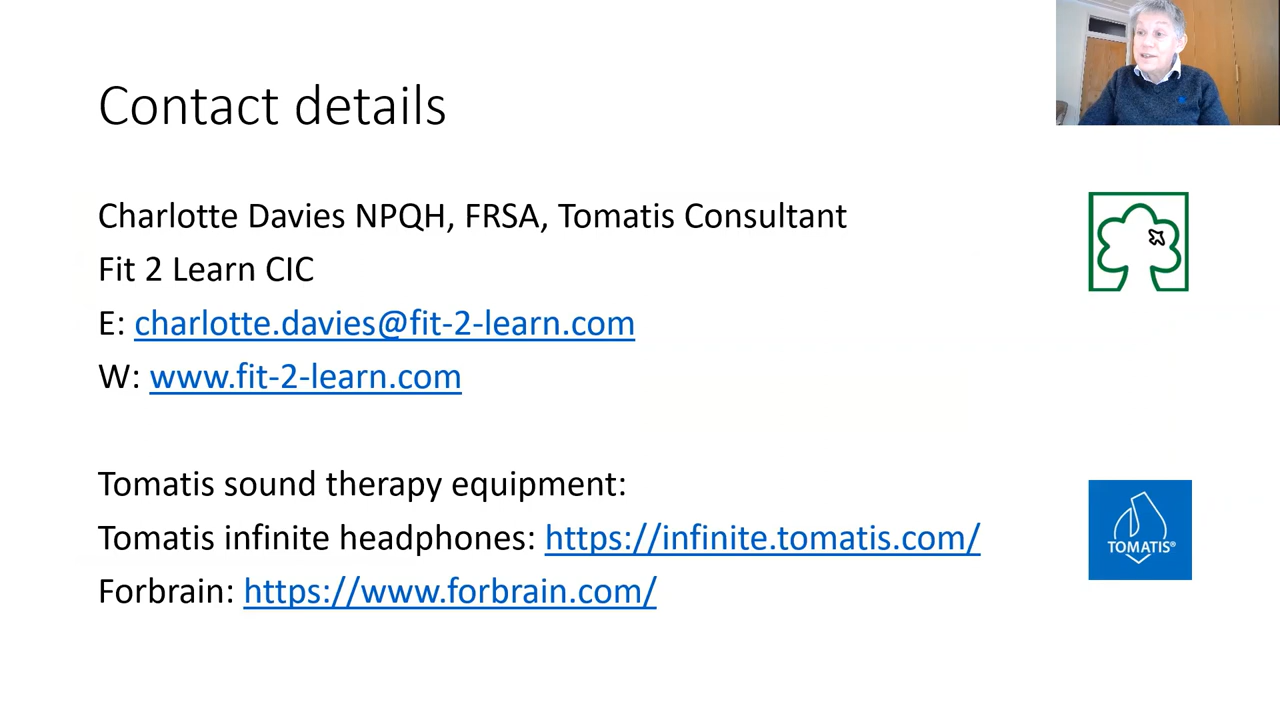 Contact details
Charlotte Davies NPQH, FRSA, Tomatis Consultant
Fit 2 Learn CIC
E: charlotte.davies@fit-2-learn.com
W: www.fit-2-learn.com
Tomatis sound therapy equipment:
Tomatis infinite headphones: https://infinite.tomatis.com/
TOMATIS®
Forbrain: https://www.forbrain.com/